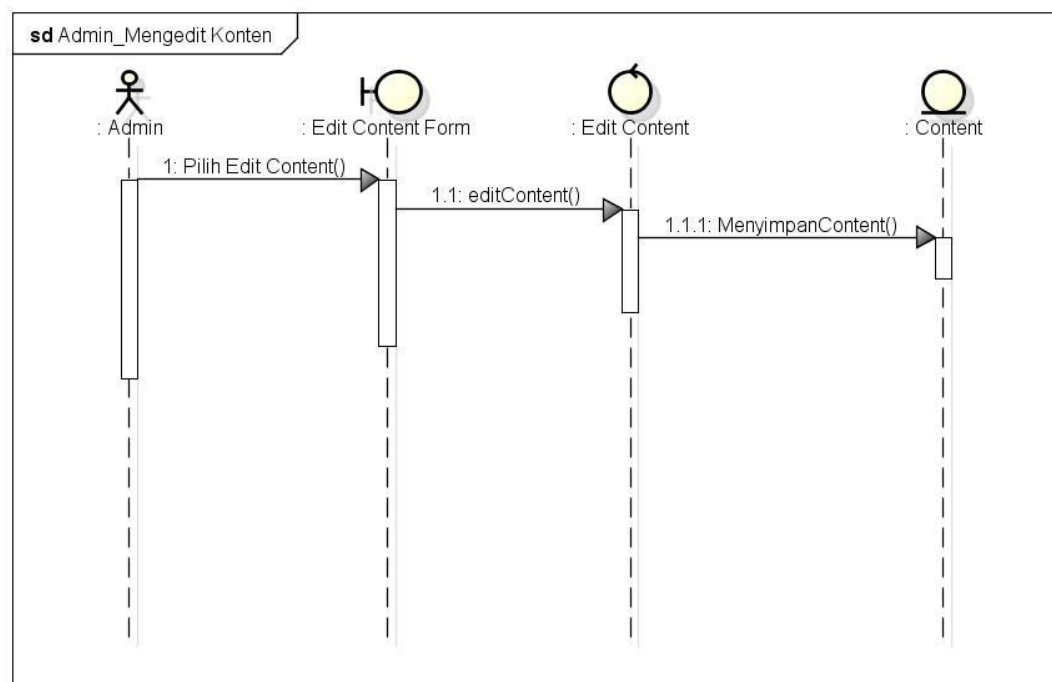 sd Admin_Mengedit Konten
: Admin
: Edit Content Form
: Edit Content
: Content
1: Pilih Edit Content()
1.1: editContent()
1.1.1: MenyimpanContent()